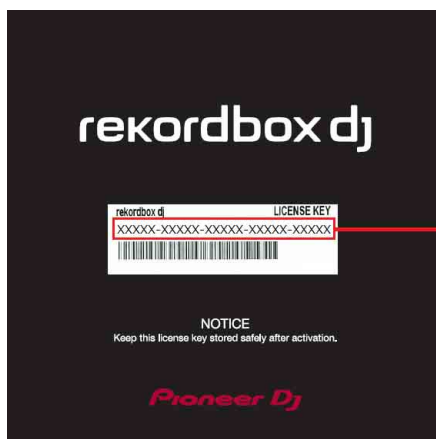 rekordbox dj
rekordbox dj LICENSE KEY
XXXXX-XXXXX-XXXXX-XXXXX-XXXXX
NOTICE
Keep this license key stored safely after activation.
Pioneer Dj